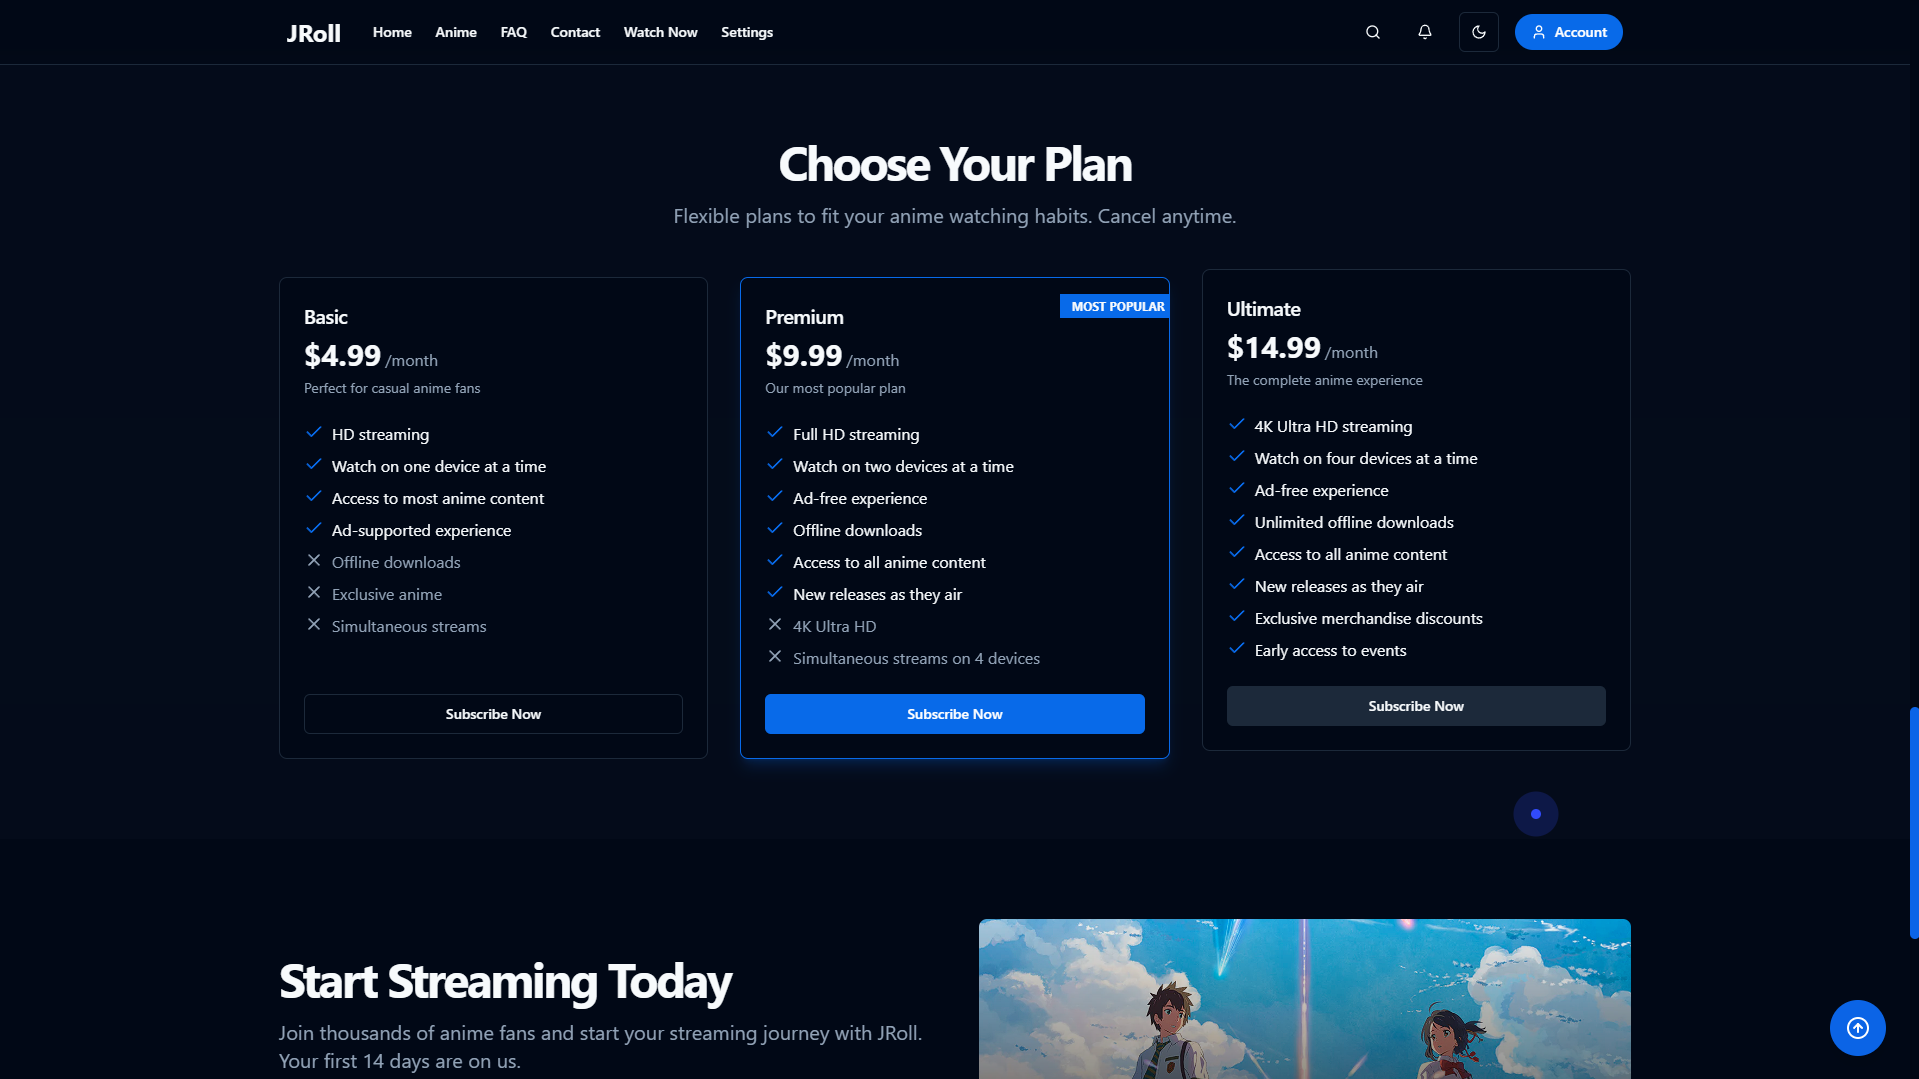 JRoll
Home
Anime
FAQ
Contact
Watch Now
Settings
Account
Choose Your Plan
Flexible plans to fit your anime watching habits. Cancel anytime.
Basic
$4.99 /month
Perfect for casual anime fans
HD streaming
Watch on one device at a time
Access to most anime content
Ad-supported experience
Offline downloads
Exclusive anime
Simultaneous streams
Subscribe Now
MOST POPULAR
Premium
$9.99 /month
Our most popular plan
Full HD streaming
Watch on two devices at a time
Ad-free experience
Offline downloads
Access to all anime content
New releases as they air
4K Ultra HD
Simultaneous streams on 4 devices
Subscribe Now
Ultimate
$14.99 /month
The complete anime experience
4K Ultra HD streaming
Watch on four devices at a time
Ad-free experience
Unlimited offline downloads
Access to all anime content
New releases as they air
Exclusive merchandise discounts
Early access to events
Subscribe Now
Start Streaming Today
Join thousands of anime fans and start your streaming journey with JRoll.
Your first 14 days are on us.